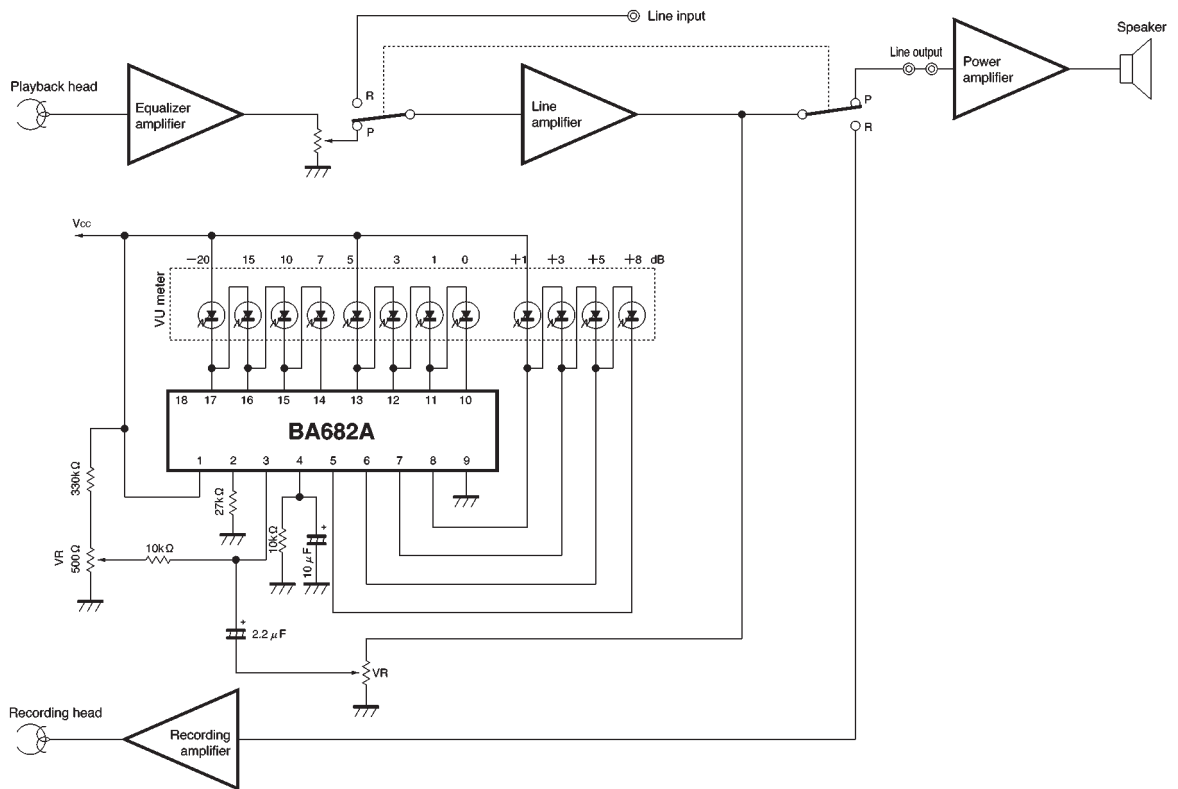 Line input
Speaker
Line output
Playback head
Power
amplifier
R
P
Equalizer
amplifier
Line
amplifier
P
R
Vcc
−20 15 10 7 5 3 1 0 +1 +3 +5 +8 dB
VU meter
18 17 16 15 14 13 12 11 10
BA682A
1 2 3 4 5 6 7 8 9
330kΩ
27kΩ
10kΩ
+
10μF
VR
500Ω
10kΩ
+
2.2μF
VR
Recording head
Recording
amplifier